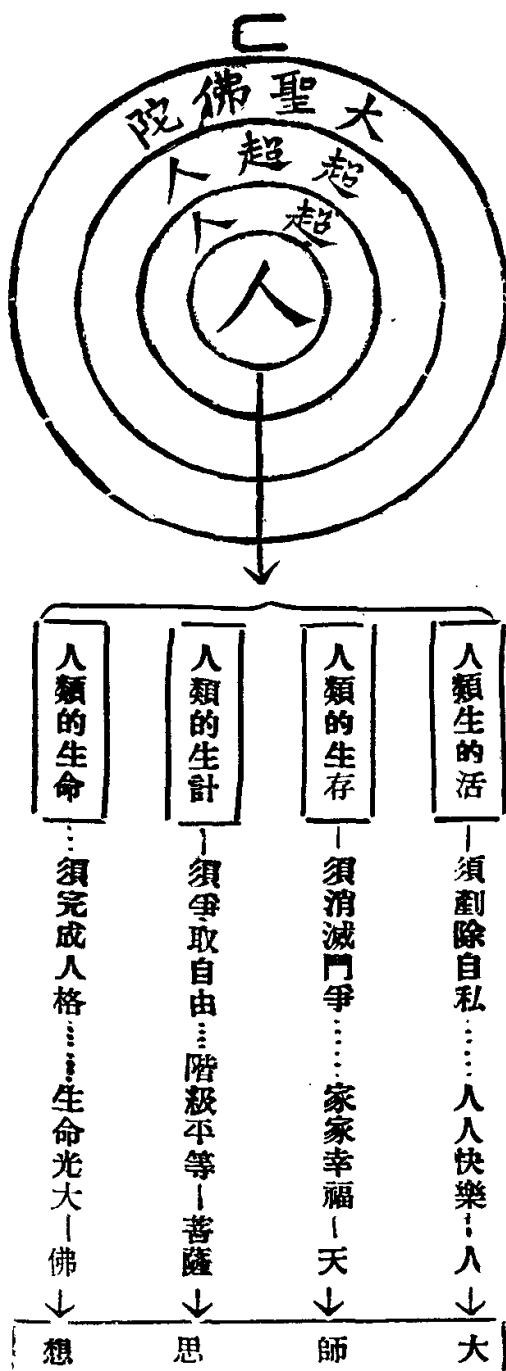 大聖佛陀
超超人
超人
人
人類生的活—須剷除自私……人人快樂…人
人類的生存—須消滅門爭……家家幸福—天
人類的生計—須爭取自由…階級平等—菩薩
人類的生命…須完成人格……生命光大—佛
大師思想